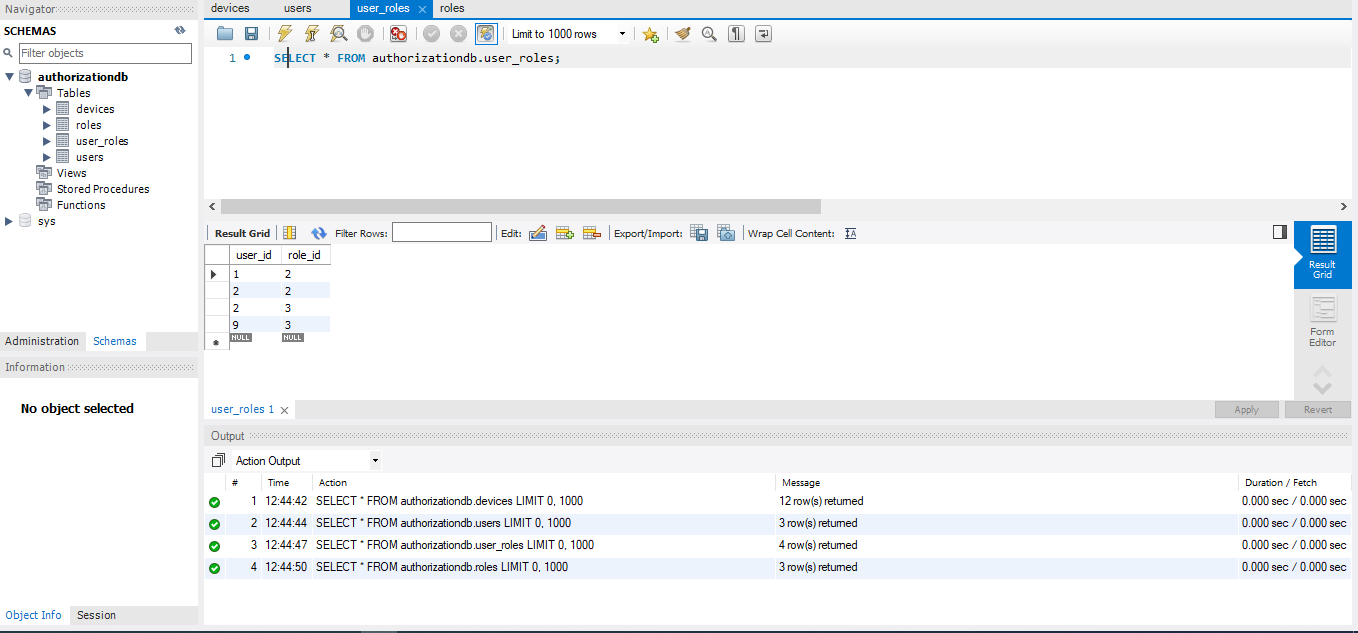 Navigator
devices users user_roles roles
SCHEMAS
Filter objects
Limit to 1000 rows
1 SELECT * FROM authorizationdb.user_roles;
authorizationdb
Tables
devices
roles
user_roles
users
Views
Stored Procedures
Functions
sys
Result Grid Filter Rows: Edit: Export/Import: Wrap Cell Content:
user_id role_id
1 2
2 2
2 3
9 3
NULL NULL
Result
Grid
Form
Editor
Administration Schemas
Information
No object selected
user_roles 1
Apply Revert
Output
Action Output
# Time Action Message Duration / Fetch
1 12:44:42 SELECT * FROM authorizationdb.devices LIMIT 0, 1000 12 row(s) returned 0.000 sec / 0.000 sec
2 12:44:44 SELECT * FROM authorizationdb.users LIMIT 0, 1000 3 row(s) returned 0.000 sec / 0.000 sec
3 12:44:47 SELECT * FROM authorizationdb.user_roles LIMIT 0, 1000 4 row(s) returned 0.000 sec / 0.000 sec
4 12:44:50 SELECT * FROM authorizationdb.roles LIMIT 0, 1000 3 row(s) returned 0.000 sec / 0.000 sec
Object Info Session